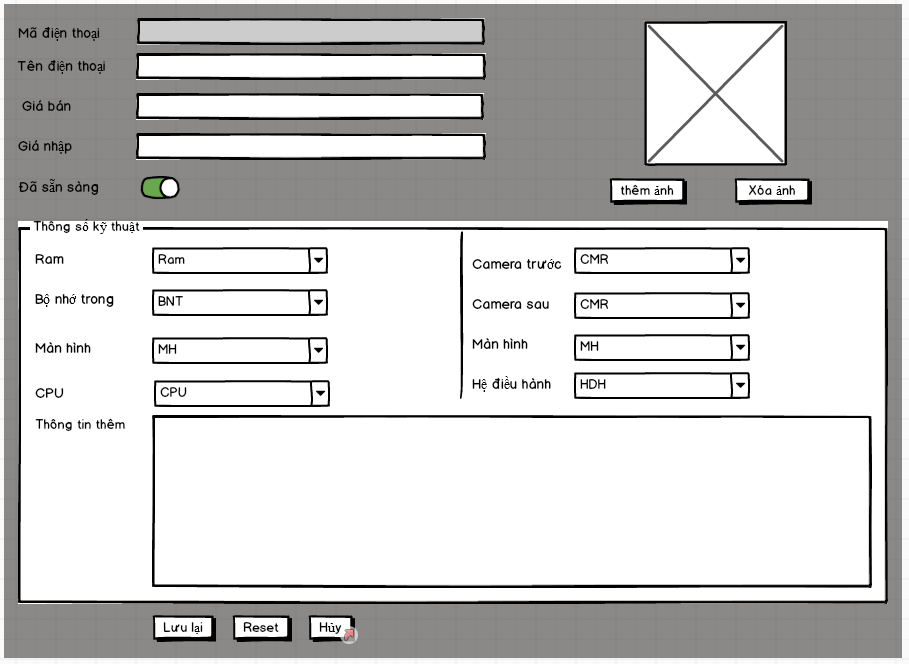 Mã điện thoại
Tên điện thoại
Giá bán
Giá nhập
Đã sẵn sàng
thêm ảnh
Xóa ảnh
Thông số kỹ thuật
Ram
Ram
Bộ nhớ trong
BNT
Màn hình
MH
CPU
CPU
Camera trước
CMR
Camera sau
CMR
Màn hình
MH
Hệ điều hành
HDH
Thông tin thêm
Lưu lại
Reset
Hủy